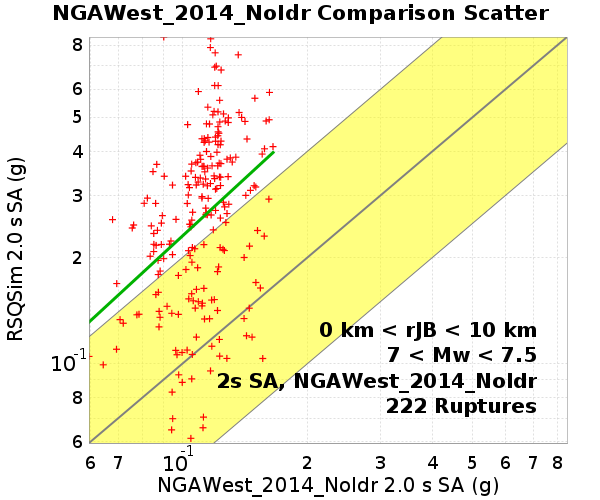 NGAWest_2014_NoIdr Comparison Scatter
RSQSim 2.0 s SA (g)
8
6
5
4
3
2
10-1
8
6
0 km < rJB < 10 km
7 < Mw < 7.5
2s SA, NGAWest_2014_NoIdr
222 Ruptures
6 7 10-1 2 3 4 5 6 7 8
NGAWest_2014_NoIdr 2.0 s SA (g)